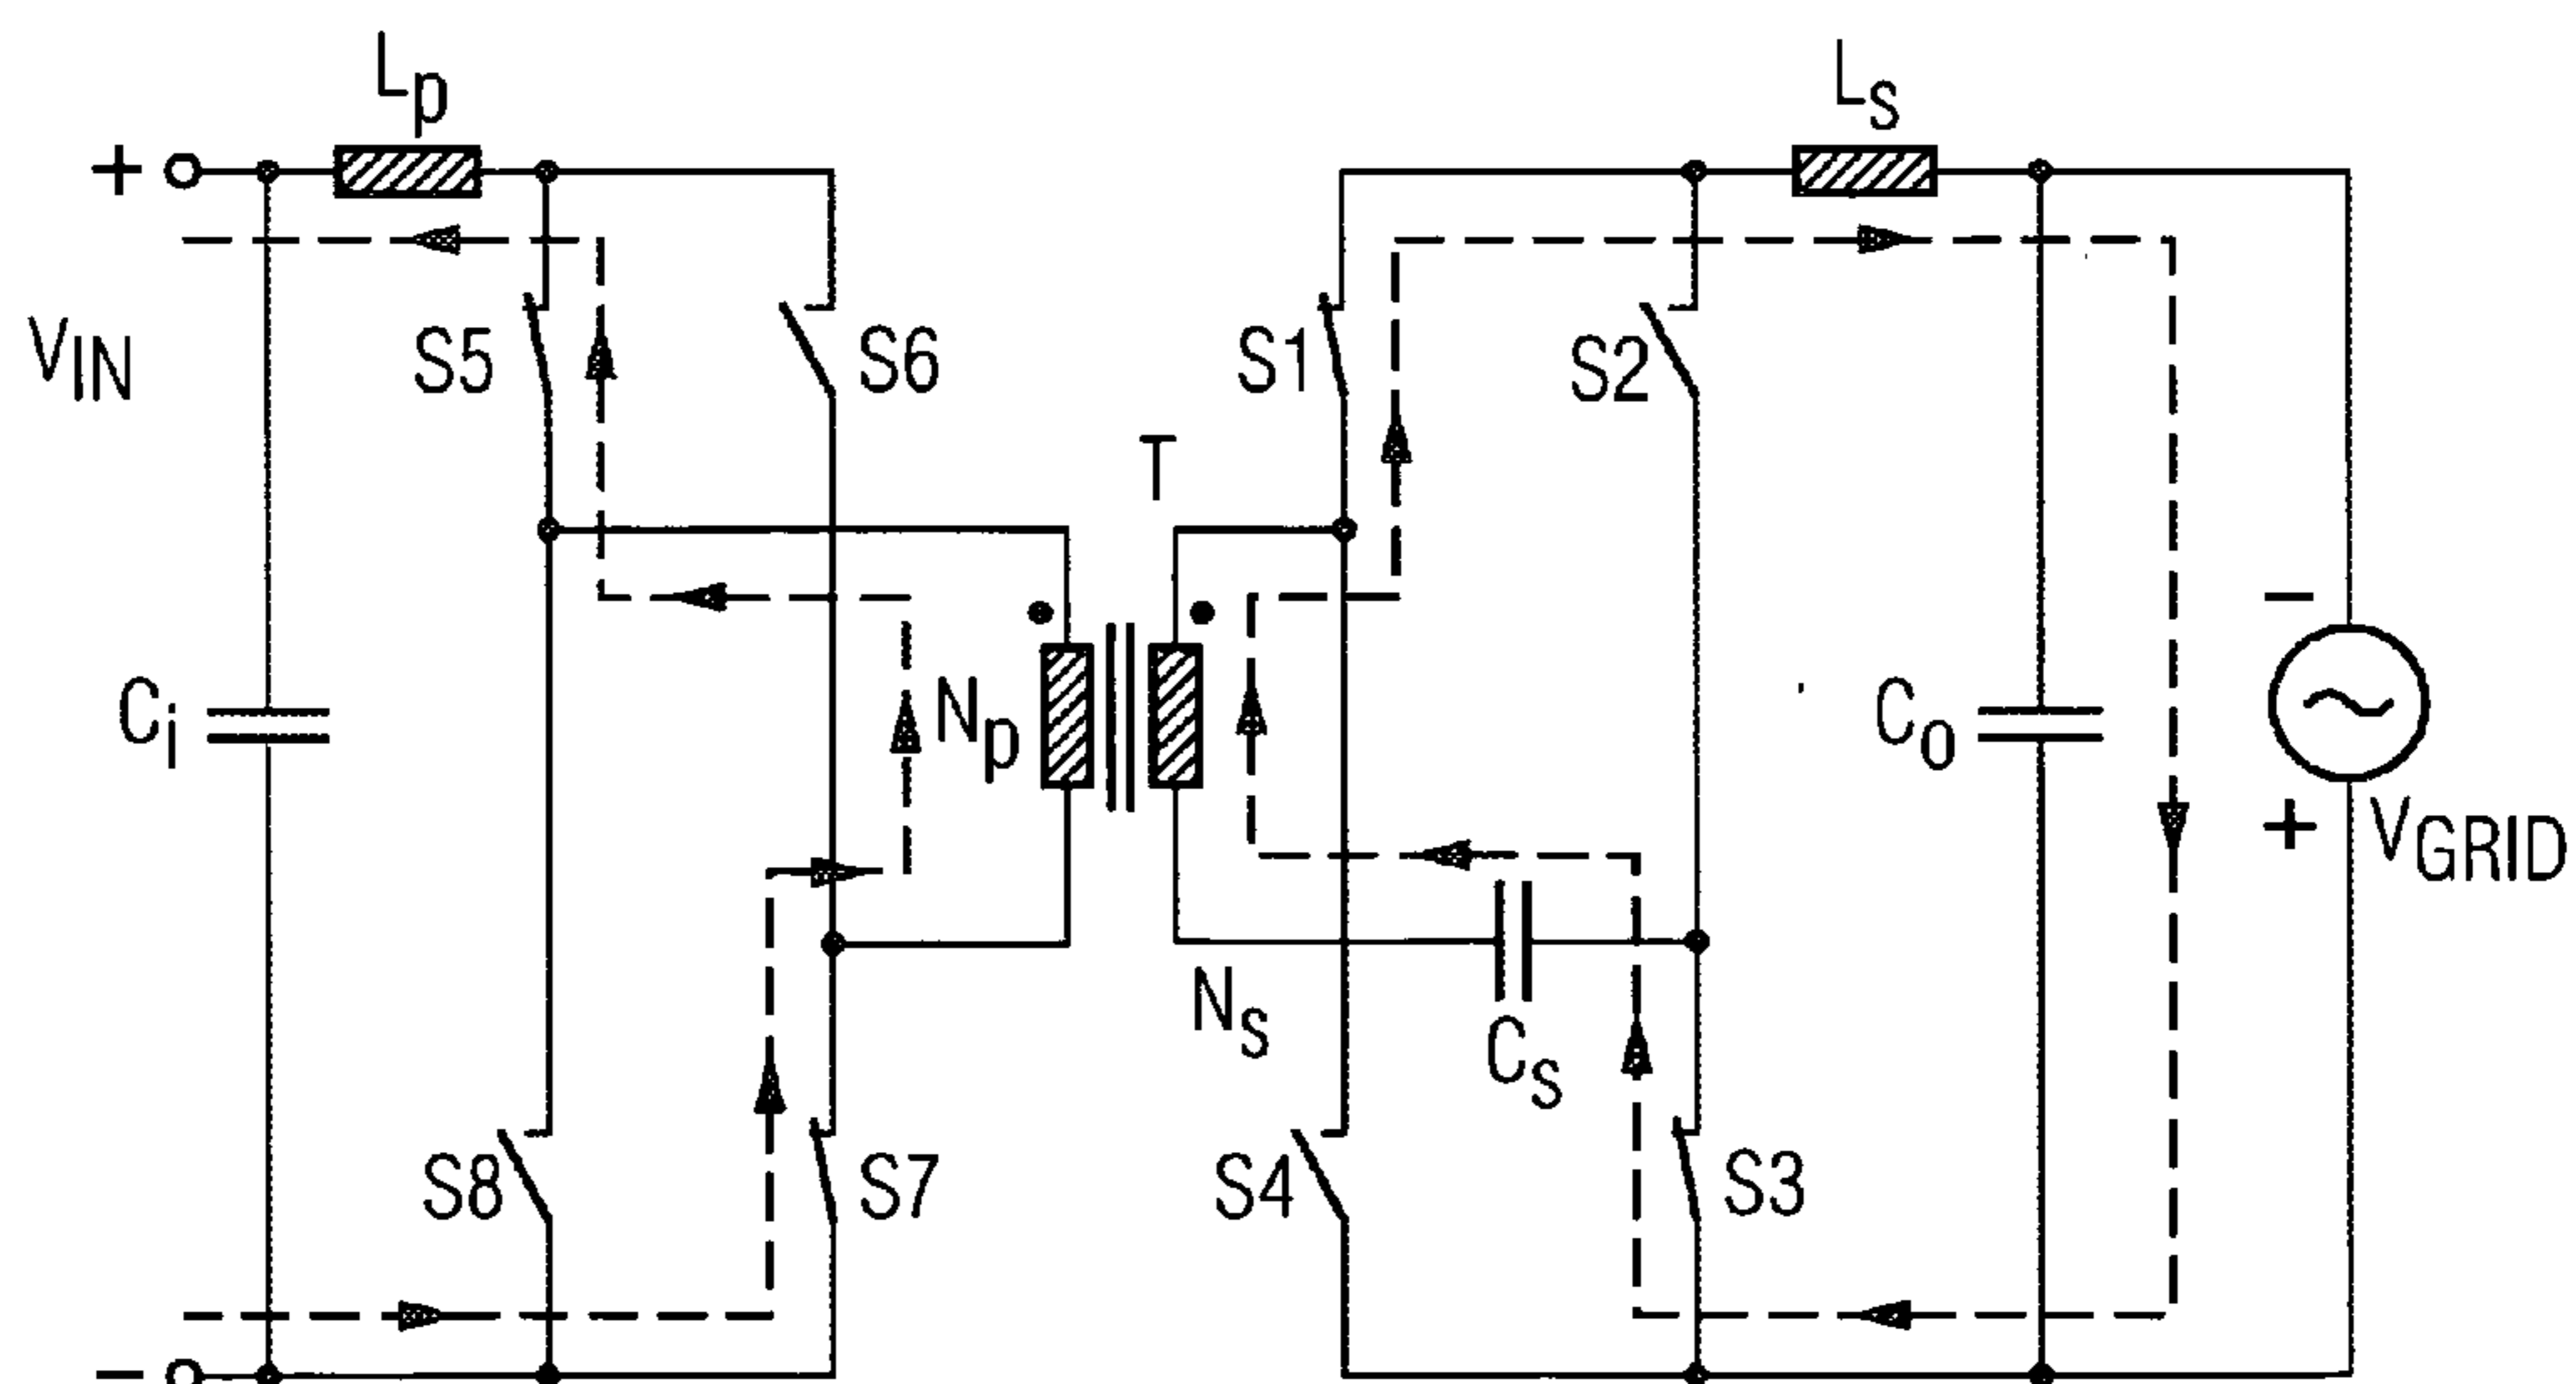 Lp
Ls
+
VIN
S5
S6
S1
S2
T
Ci
Np
Co
−
+
VGRID
Ns
Cs
S8
S7
S4
S3
−